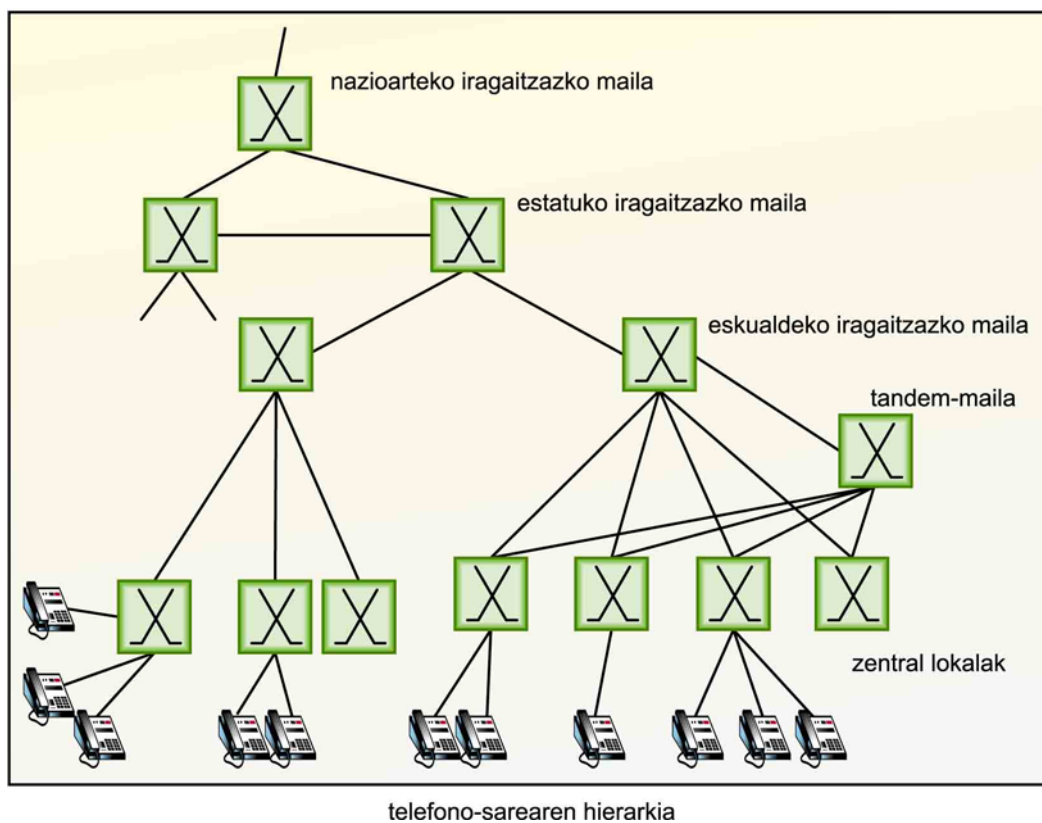 nazioarteko iragaitzazko maila
estatuko iragaitzazko maila
eskualdeko iragaitzazko maila
tandem-maila
zentral lokalak
telefono-sarearen hierarkia